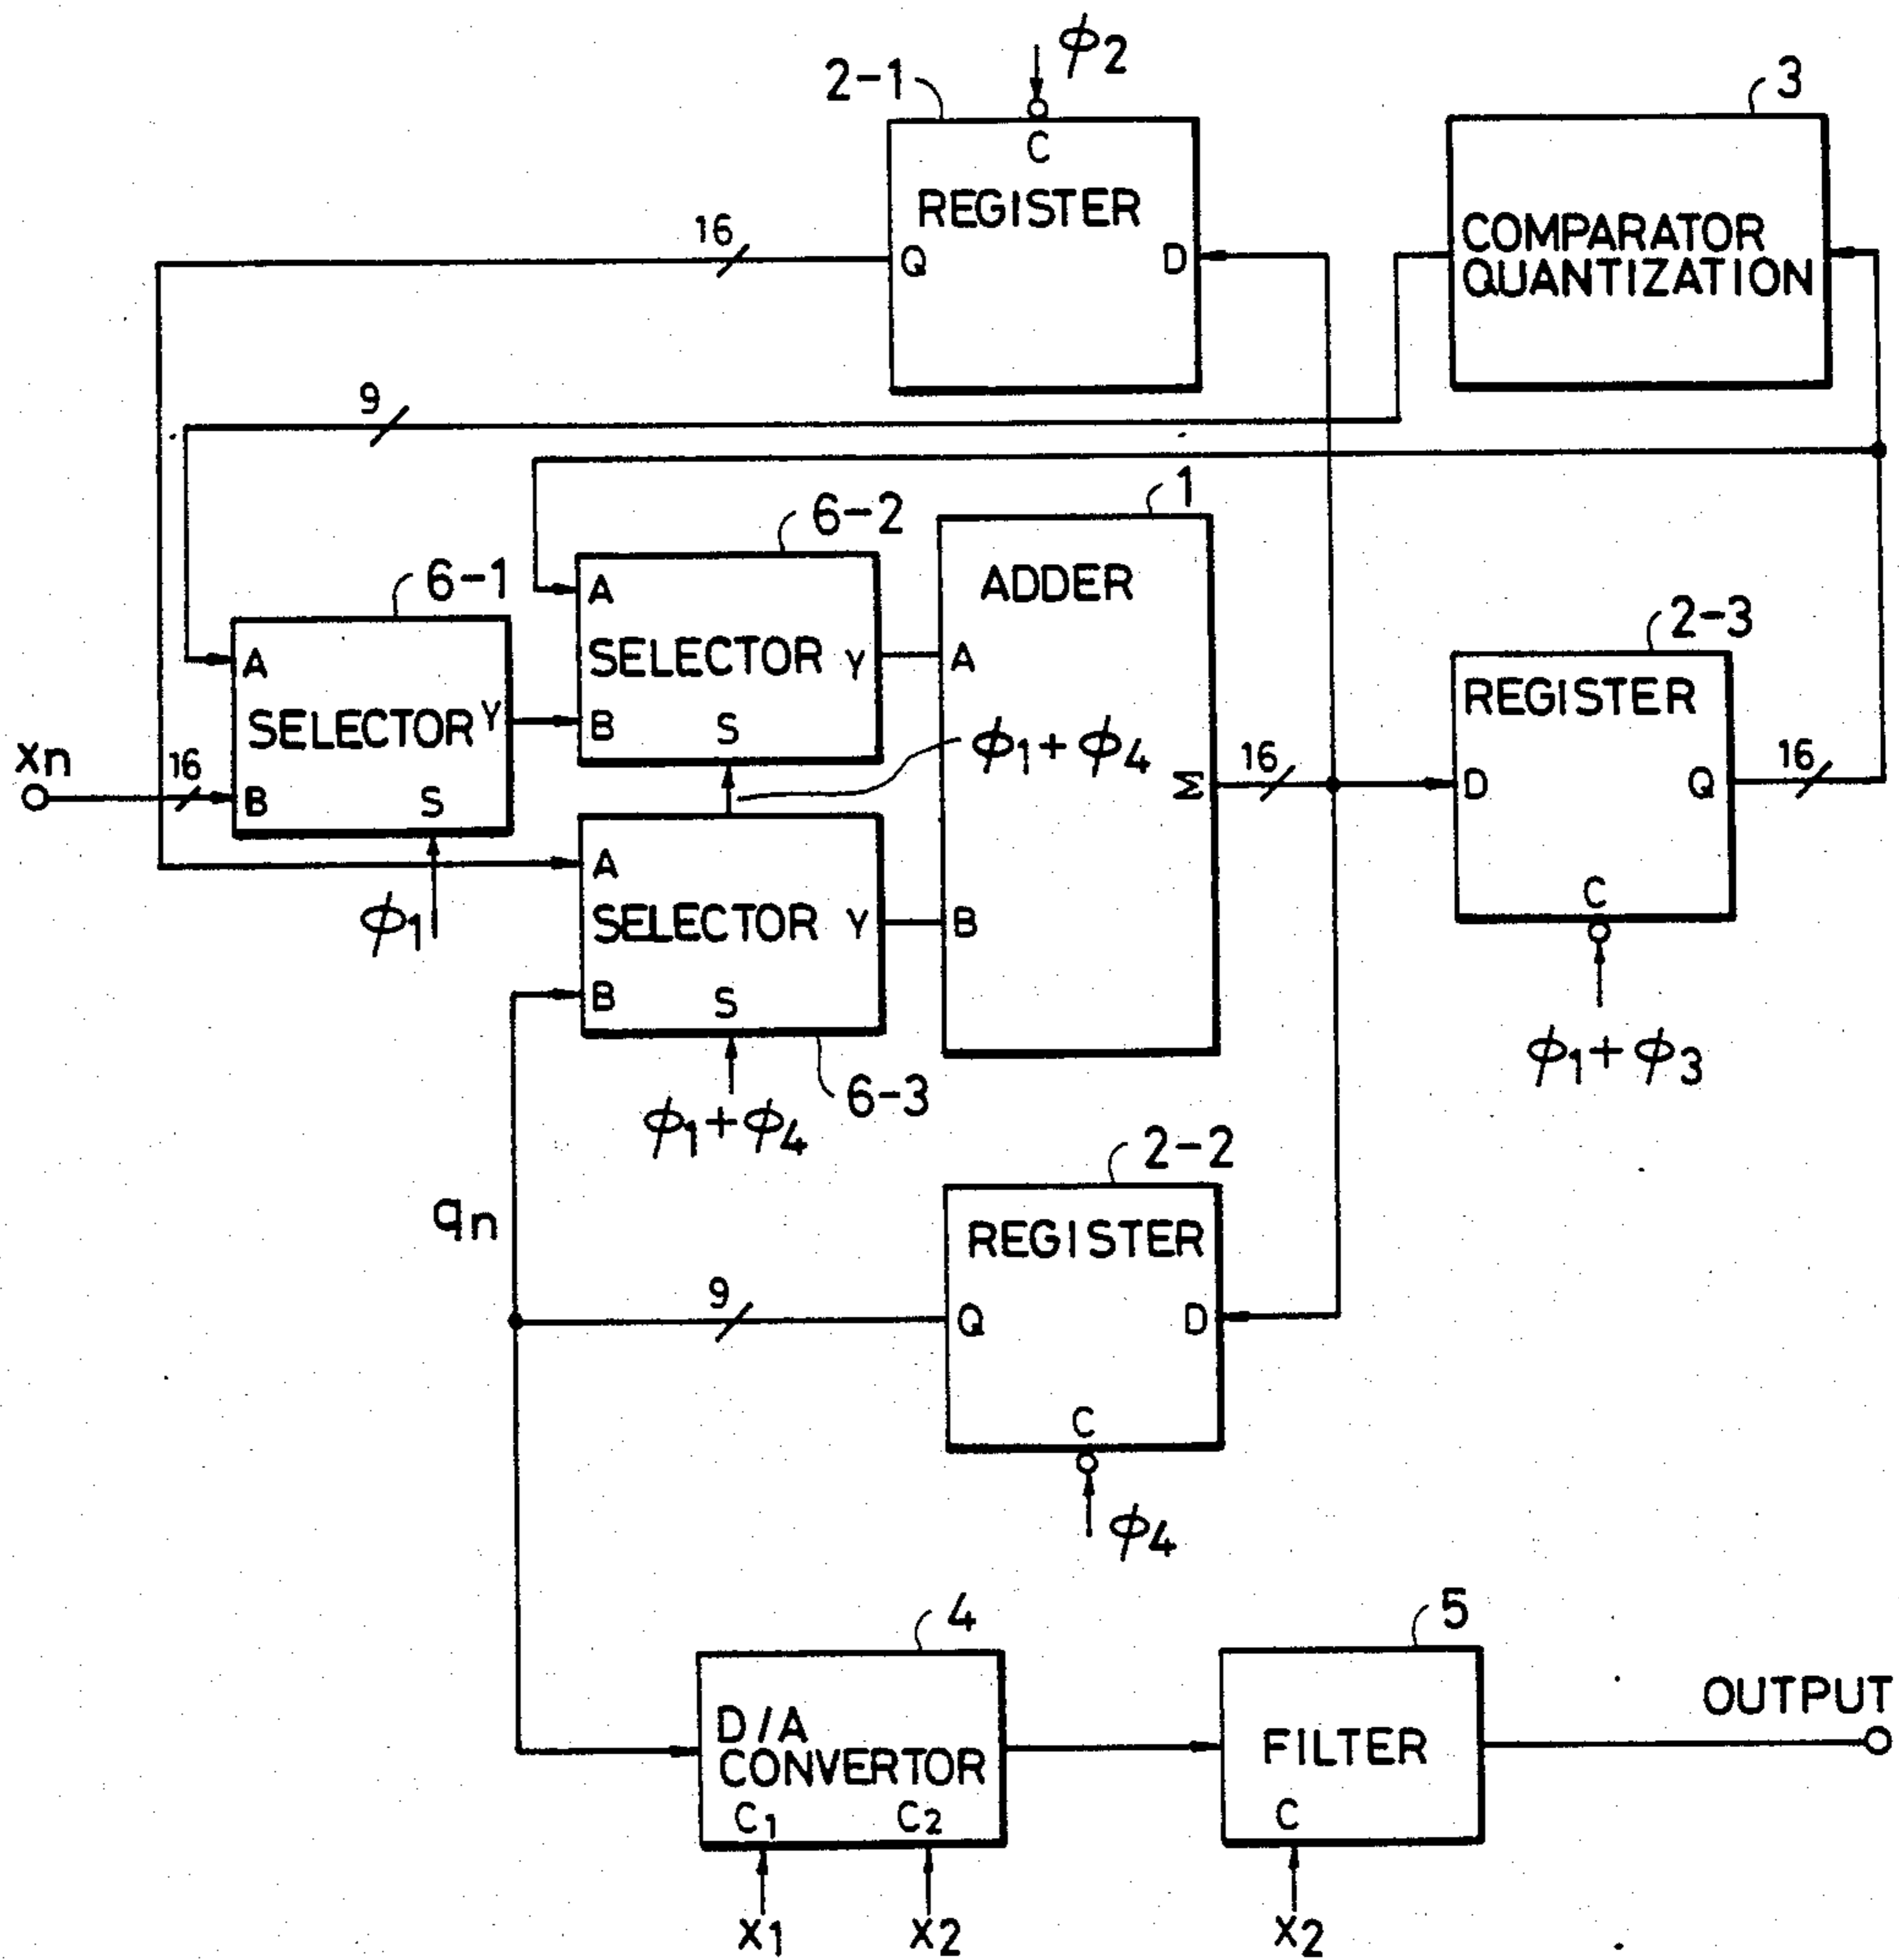 ϕ2
2-1
3
C
REGISTER
16
Q
D
COMPARATOR
QUANTIZATION
9
6-2
1
6-1
A
ADDER
2-3
A
SELECTOR Y
A
REGISTER
SELECTOR Y
B
S
ϕ1+ϕ4
xn
16
B
S
Σ
16
D
Q
16
A
ϕ1
SELECTOR Y
B
C
B
S
6-3
ϕ1+ϕ4
ϕ1+ϕ3
2-2
qn
REGISTER
9
Q
D
C
ϕ4
4
5
OUTPUT
D/A
CONVERTOR
FILTER
C1
C2
C
x1
x2
x2